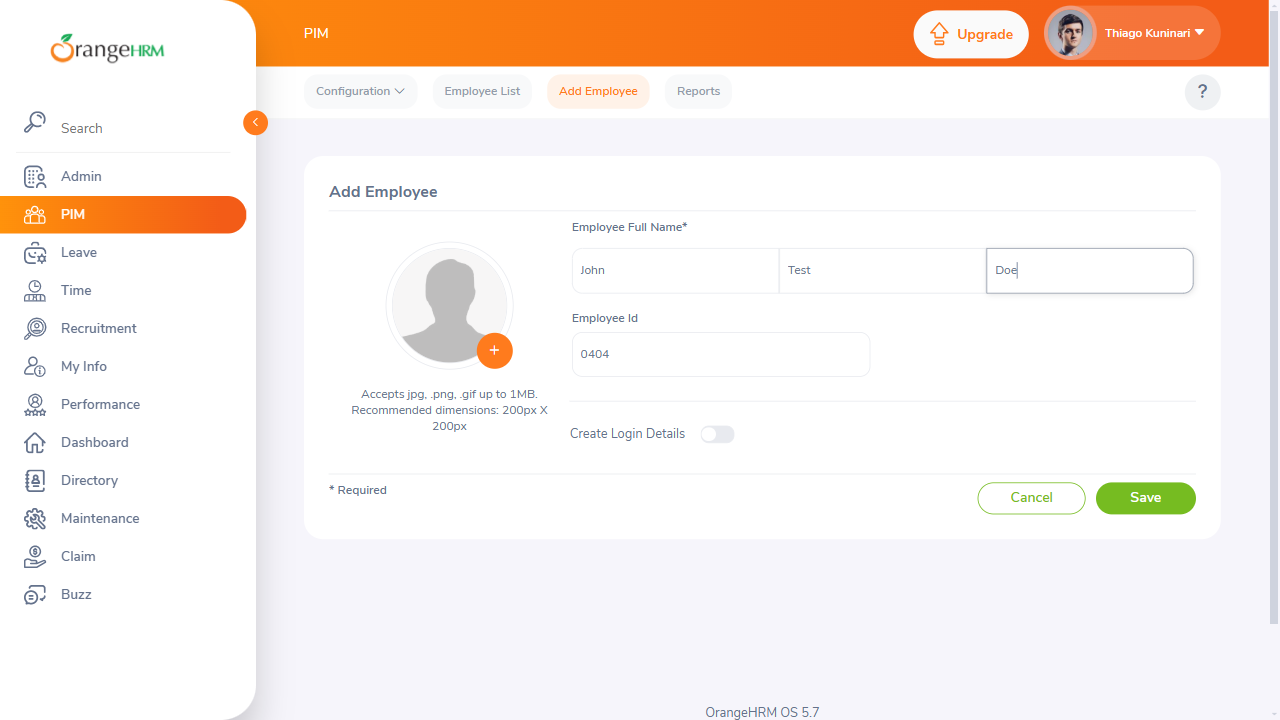 OrangeHRM
PIM
Upgrade
Thiago Kuninari
Configuration
Employee List
Add Employee
Reports
?
Search
Admin
PIM
Leave
Time
Recruitment
My Info
Performance
Dashboard
Directory
Maintenance
Claim
Buzz
Add Employee
Employee Full Name*
John
Test
Doe
Employee Id
0404
Accepts jpg, .png, .gif up to 1MB.
Recommended dimensions: 200px X
200px
Create Login Details
* Required
Cancel
Save
OrangeHRM OS 5.7